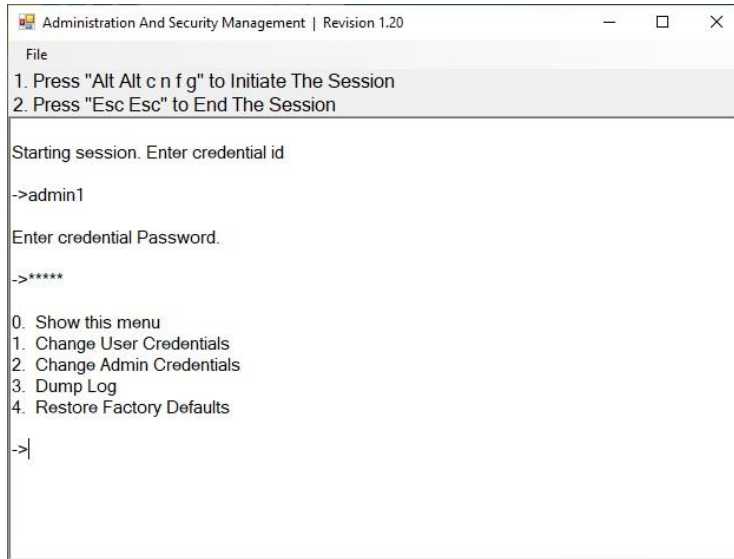 Administration And Security Management | Revision 1.20
File
1. Press "Alt Alt c n f g" to Initiate The Session
2. Press "Esc Esc" to End The Session
Starting session. Enter credential id
->admin1
Enter credential Password.
->*****
0. Show this menu
1. Change User Credentials
2. Change Admin Credentials
3. Dump Log
4. Restore Factory Defaults
->